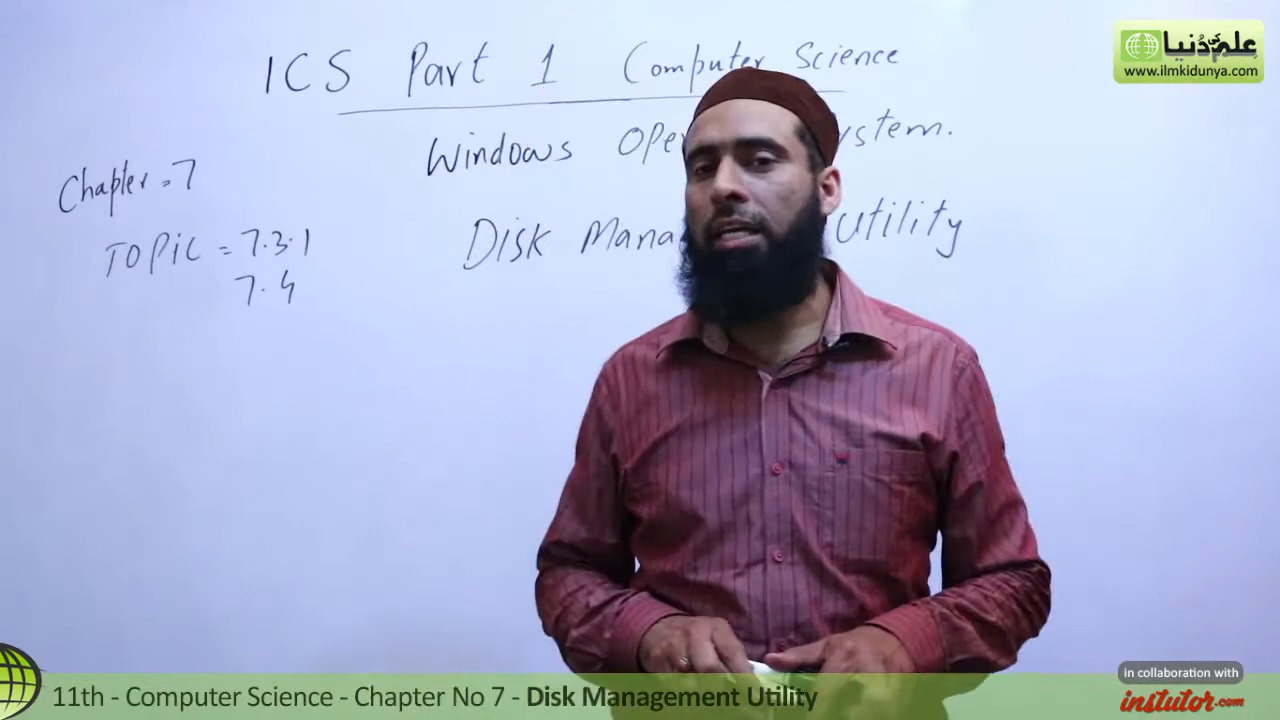 ICS Part 1 Computer Science
Windows Ope ystem.
Chapter = 7
Disk Mana Utility
Topic = 7.3.1
7.4
علم کی دنیا
www.ilmkidunya.com
in collaboration with
instutor.com
11th - Computer Science - Chapter No 7 - Disk Management Utility